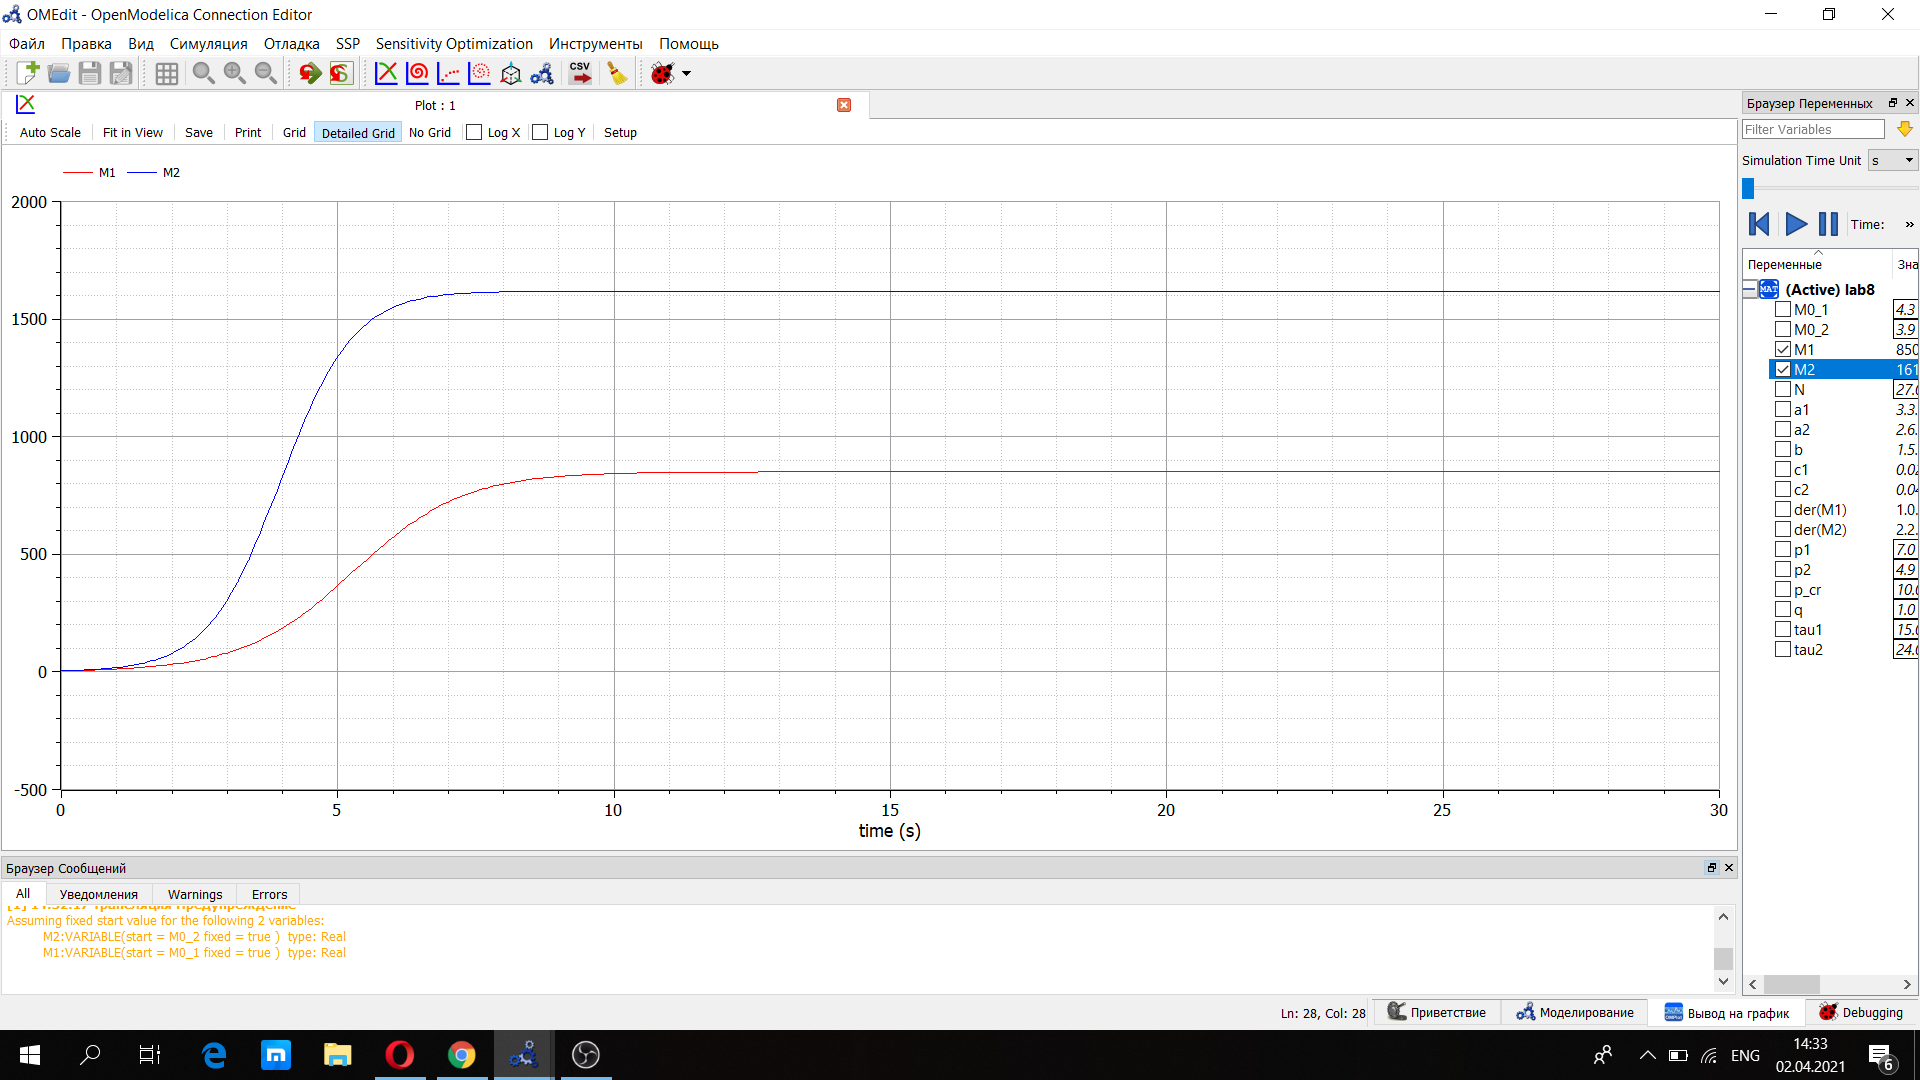 OMEdit - OpenModelica Connection Editor
Файл Правка Вид Симуляция Отладка SSP Sensitivity Optimization Инструменты Помощь
CSV
Plot : 1
Auto Scale Fit in View Save Print Grid Detailed Grid No Grid Log X Log Y Setup
M1 M2
2000
1500
1000
500
0
-500
0 5 10 15 20 25 30
time (s)
Браузер Переменных
Filter Variables
Simulation Time Unit s
Time: »
Переменные Зна
MAT (Active) lab8
M0_1 4.3
M0_2 3.9
M1 850
M2 161
N 27.0
a1 3.3.
a2 2.6.
b 1.5.
c1 0.02
c2 0.04
der(M1) 1.0.
der(M2) 2.2.
p1 7.0
p2 4.9
p_cr 10.0
q 1.0
tau1 15.0
tau2 24.0
Браузер Сообщений
All Уведомления Warnings Errors
Assuming fixed start value for the following 2 variables:
M2:VARIABLE(start = M0_2 fixed = true ) type: Real
M1:VARIABLE(start = M0_1 fixed = true ) type: Real
Ln: 28, Col: 28 Приветствие Моделирование Вывод на график Debugging
ENG
14:33
02.04.2021
6